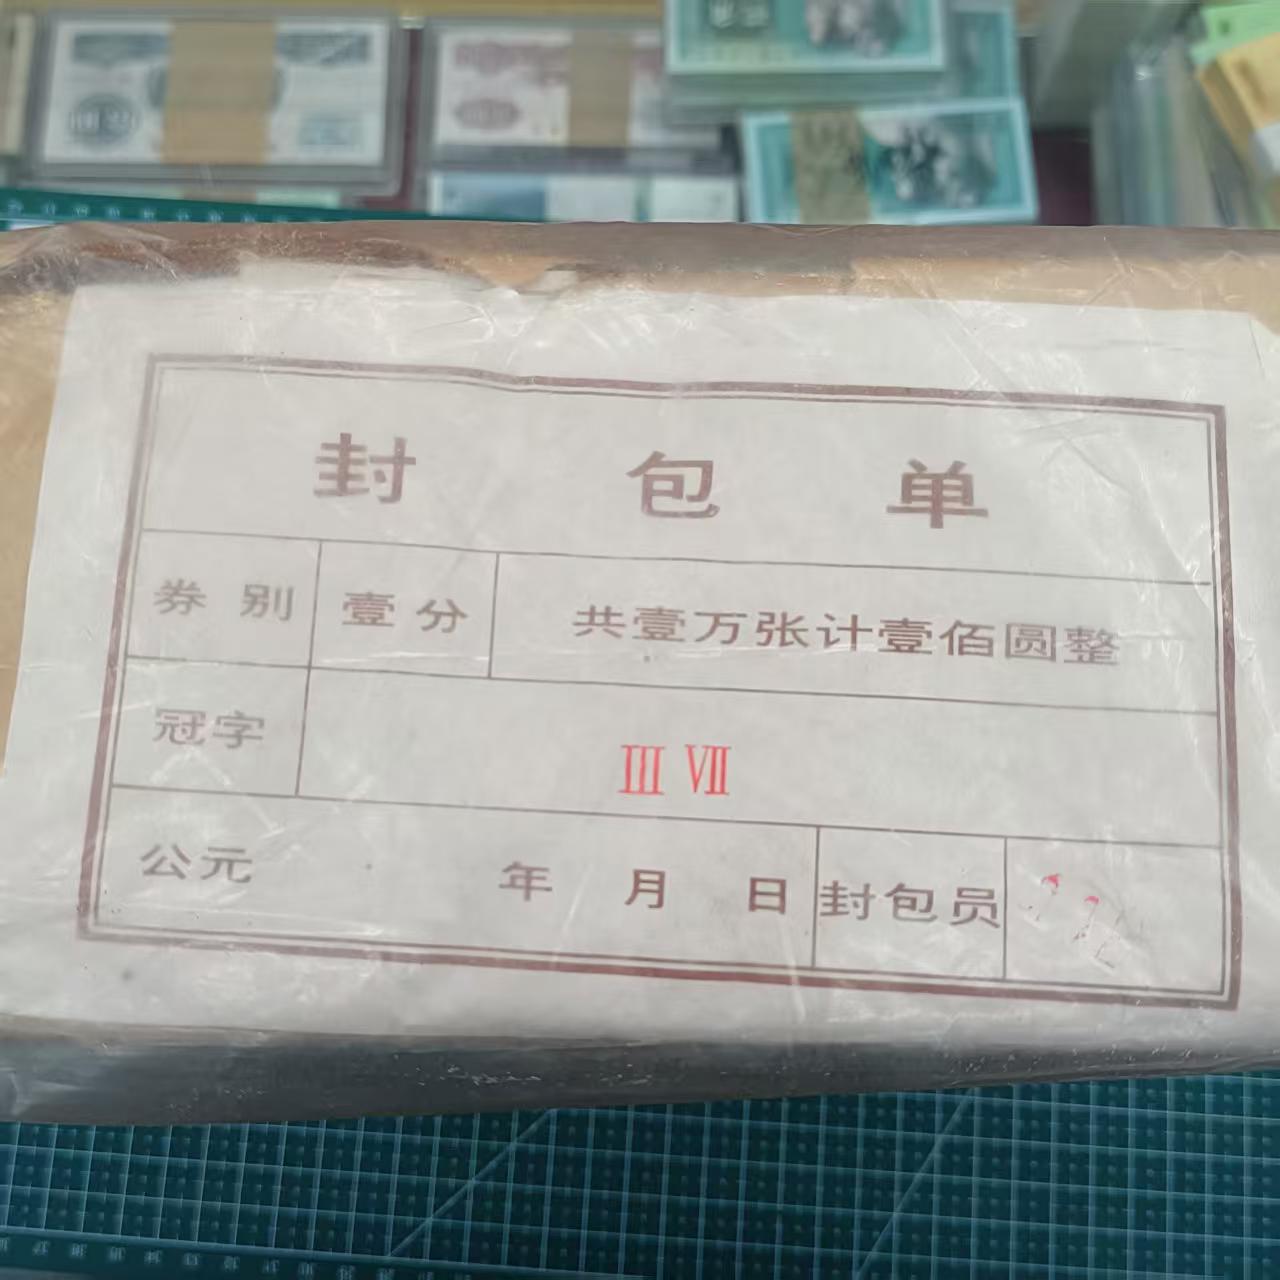 封包单
券别 壹分 共壹万张计壹佰圆整
冠字 Ⅲ Ⅶ
公元 年 月 日 封包员